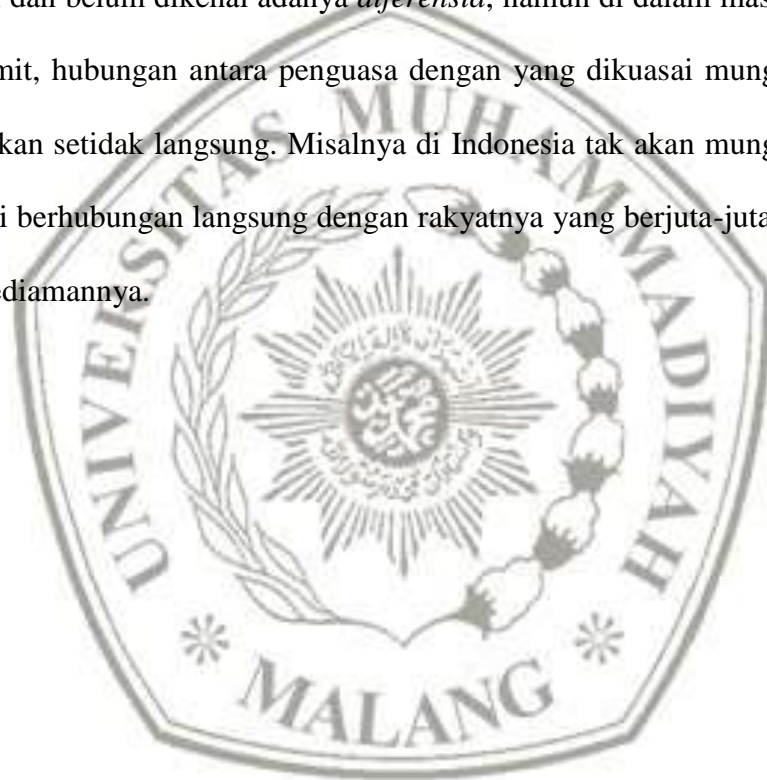 dan belum dikenal adanya diferensia, namun di dalam mas
mit, hubungan antara penguasa dengan yang dikuasai mung
kan setidak langsung. Misalnya di Indonesia tak akan mung
i berhubungan langsung dengan rakyatnya yang berjuta-juta
ediamannya.
UNIVERSITAS MUHAMMADIYAH
MALANG